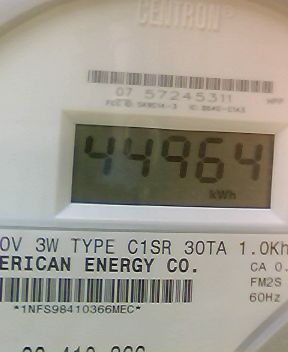 CENTRON®
07 57245311
44964
kWh
0V 3W TYPE C1SR 30TA 1.0Kh
ERICAN ENERGY CO.
CA 0.
FM2S
60Hz
*1NFS98410366MEC*